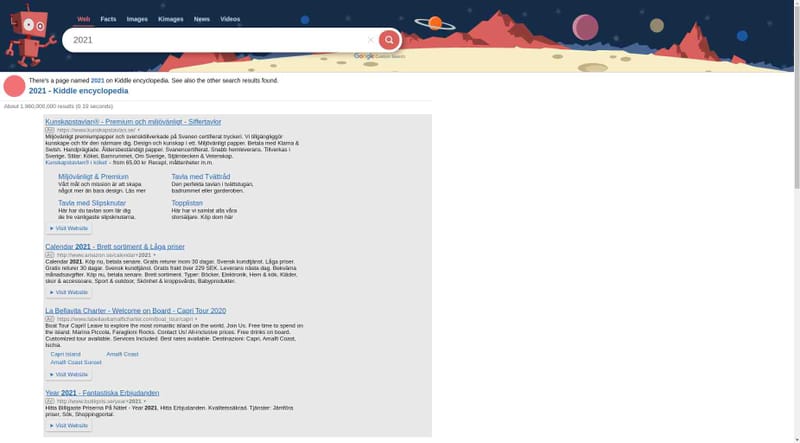 Web Facts Images Kimages News Videos
2021
Google Custom Search
There's a page named 2021 on Kiddle encyclopedia. See also the other search results found.
2021 - Kiddle encyclopedia
About 1,960,000,000 results (0.19 seconds)
Kunskapstavlan® - Premium och miljövänligt - Siffertavlor
Ad https://www.kunskapstavlan.se/
Miljövänligt premiumpapper och svensktillverkade på Svanen certifierat tryckeri. Vi tillgängliggör
kunskape och för den närmare dig. Design och kunskap i ett. Miljövänligt papper. Betala med Klarna &
Swish. Handpräglade. Åldersbeständigt papper. Svanencertifierat. Snabb hemleverans. Tillverkas i
Sverige. Stilar: Köket, Barnrummet, Om Sverige, Stjärntecken & Vetenskap.
Kunskapstavlan® i köket - from 65,00 kr Recept, måttenheter m.m.
Miljövänligt & Premium
Vårt mål och mission är att skapa
något mer än bara design. Läs mer
Tavla med Tvättråd
Den perfekta tavlan i tvättstugan,
badrummet eller garderoben.
Tavla med Slipsknutar
Här har du tavlan som lär dig
de tre vanligaste slipsknutarna.
Topplistan
Här har vi samlat alla våra
storsäljare. Köp dom här
► Visit Website
Calendar 2021 - Brett sortiment & Låga priser
Ad http://www.amazon.se/calendar+2021
Calendar 2021. Köp nu, betala senare. Gratis returer inom 30 dagar. Svensk kundtjänst. Låga priser.
Gratis returer 30 dagar. Svensk kundtjänst. Gratis frakt över 229 SEK. Leverans nästa dag. Bekväma
månadsavgifter. Köp nu, betala senare. Brett sortiment. Typer: Böcker, Elektronik, Hem & kök, Kläder,
skor & accessoare, Sport & outdoor, Skönhet & kroppsvårds, Babyprodukter.
► Visit Website
La Bellavita Charter - Welcome on Board - Capri Tour 2020
Ad https://www.labellavitaamalficharter.com/boat_tour/capri
Boat Tour Capri! Leave to explore the most romantic island on the world. Join Us. Free time to spend on
the island. Marina Piccola, Faraglioni Rocks. Contact Us! All-inclusive prices. Free drinks on board.
Customized tour available. Services Included. Best rates available. Destinazioni: Capri, Amalfi Coast,
Ischia.
Capri Island Amalfi Coast
Amalfi Coast Sunset
► Visit Website
Year 2021 - Fantastiska Erbjudanden
Ad
Hitta Billigaste Priserna På Nätet - Year 2021. Hitta Erbjudanden. Kvalitetssäkrad. Tjänster: Jämföra
priser, Sök, Shoppingportal.
► Visit Website